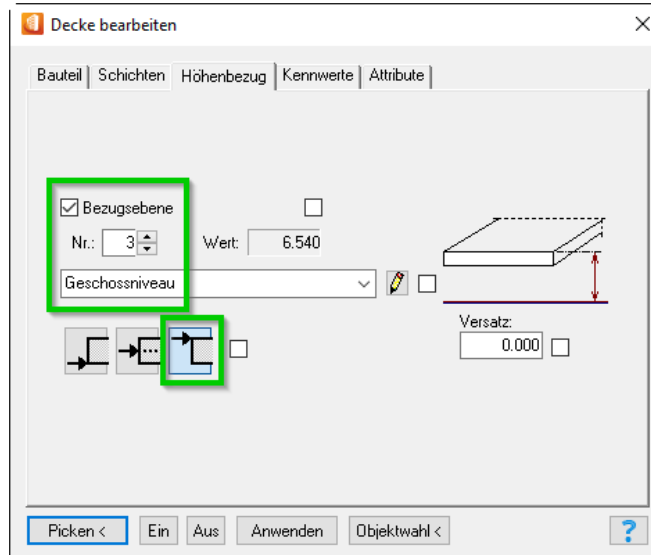 Decke bearbeiten
Bauteil Schichten Höhenbezug Kennwerte Attribute
Bezugsebene
Nr.: 3 Wert: 6.540
Geschossniveau
Versatz:
0.000
Picken < Ein Aus Anwenden Objektwahl < ?